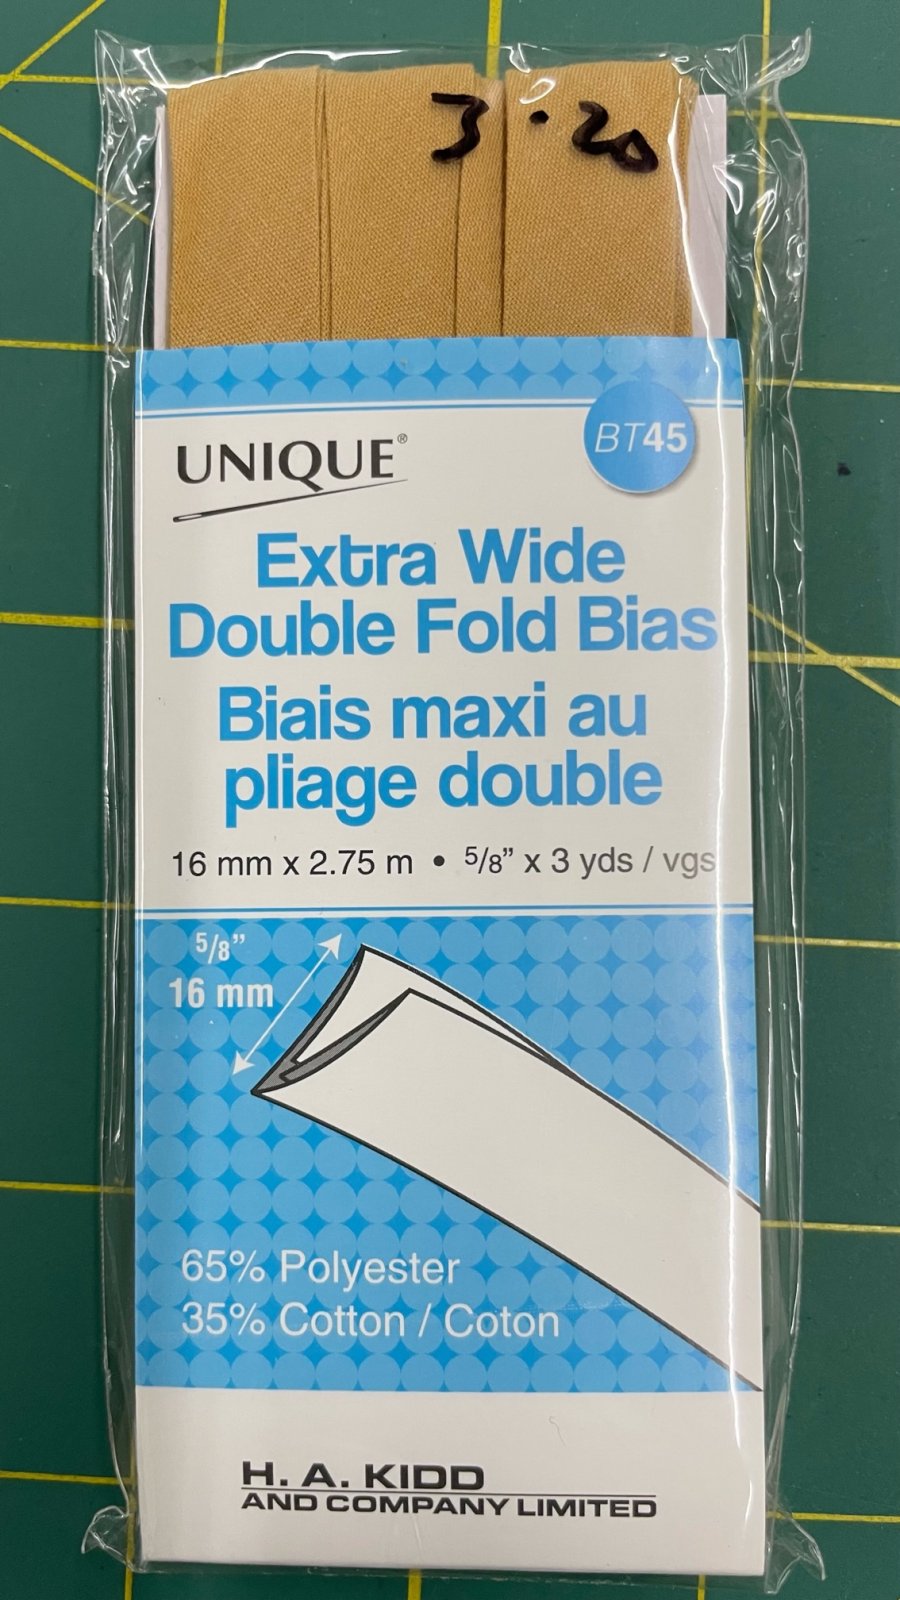 3.20
UNIQUE®
BT45
Extra Wide
Double Fold Bias
Biais maxi au
pliage double
16 mm x 2.75 m • 5/8” x 3 yds / vgs
5/8”
16 mm
65% Polyester
35% Cotton / Coton
H. A. KIDD
AND COMPANY LIMITED